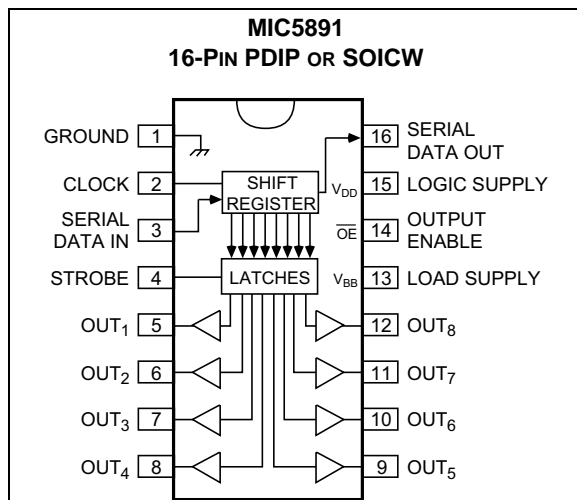 MIC5891
16-PIN PDIP OR SOICW
GROUND 1
16 SERIAL
DATA OUT
CLOCK 2
SHIFT
REGISTER
V_DD 15 LOGIC SUPPLY
SERIAL
DATA IN 3
OE 14 OUTPUT
ENABLE
STROBE 4
LATCHES
V_BB 13 LOAD SUPPLY
OUT1 5
12 OUT8
OUT2 6
11 OUT7
OUT3 7
10 OUT6
OUT4 8
9 OUT5